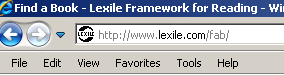 Find a Book - Lexile Framework for Reading - Wi
LEXILE http://www.lexile.com/fab/
File Edit View Favorites Tools Help